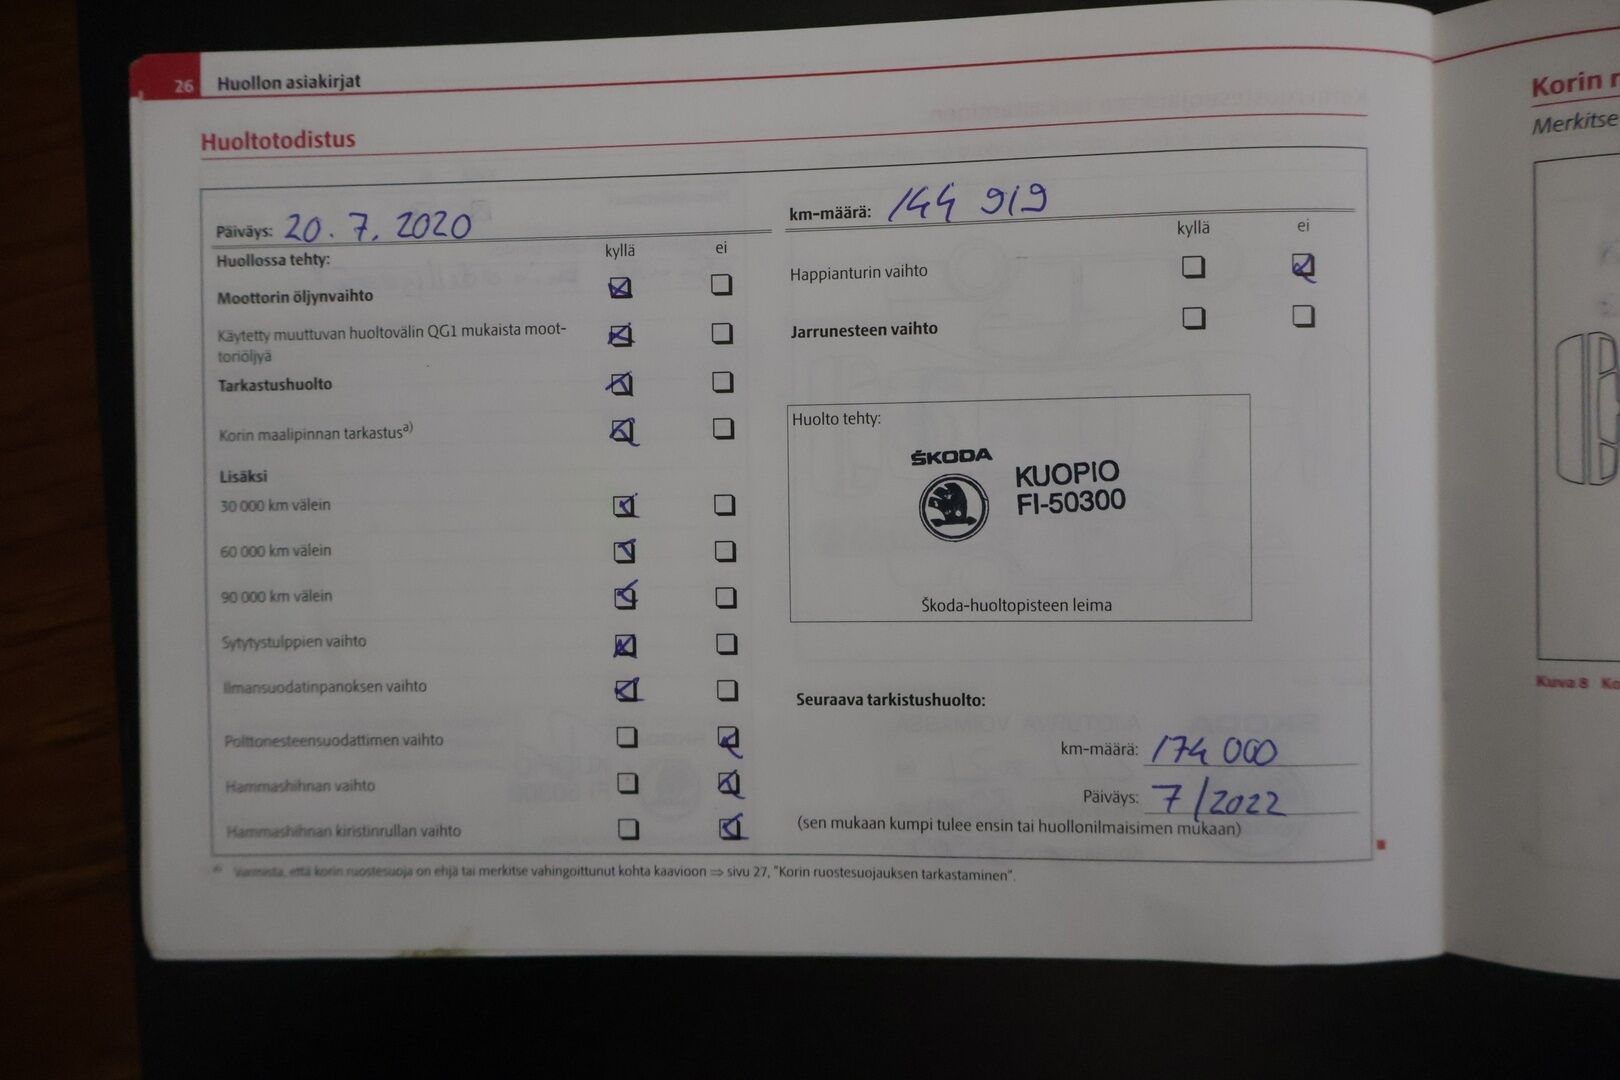 26 Huollon asiakirjat
Huoltotodistus
Päiväys: 20.7.2020
Huollossa tehty: kyllä ei
Moottorin öljynvaihto
Käytetty muuttuvan huoltovälin QG1 mukaista moot-
toriöljyä
Tarkastushuolto
Korin maalipinnan tarkastus a)
Lisäksi
30 000 km välein
60 000 km välein
90 000 km välein
Sytytystulppien vaihto
Ilmansuodatinpanoksen vaihto
Polttonesteensuodattimen vaihto
Hammashihnan vaihto
Hammashihnan kiristinrullan vaihto
km-määrä: 144 919
kyllä ei
Happianturin vaihto
Jarrunesteen vaihto
Huolto tehty:
ŠKODA
KUOPIO
FI-50300
Škoda-huoltopisteen leima
Seuraava tarkistushuolto:
km-määrä: 174 000
Päiväys: 7/2022
(sen mukaan kumpi tulee ensin tai huollonilmaisimen mukaan)
a) Varmista, että korin ruostesuoja on ehjä tai merkitse vahingoittunut kohta kaavioon ⇒ sivu 27, "Korin ruostesuojauksen tarkastaminen".
Korin
Merkitse
Kuva 8 Ko